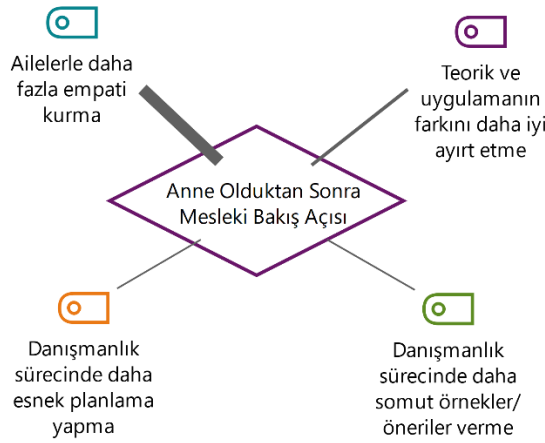 Ailelerle daha
fazla empati
kurma
Teorik ve
uygulamanın
farkını daha iyi
ayırt etme
Anne Olduktan Sonra
Mesleki Bakış Açısı
Danışmanlık
sürecinde daha
esnek planlama
yapma
Danışmanlık
sürecinde daha
somut örnekler/
öneriler verme